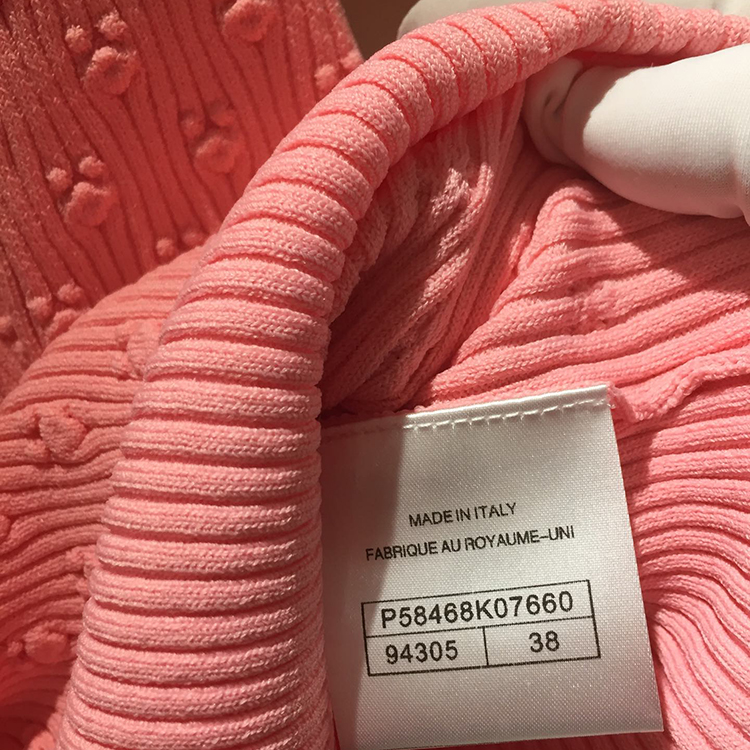 MADE IN ITALY
FABRIQUE AU ROYAUME-UNI
P58468K07660
94305 38